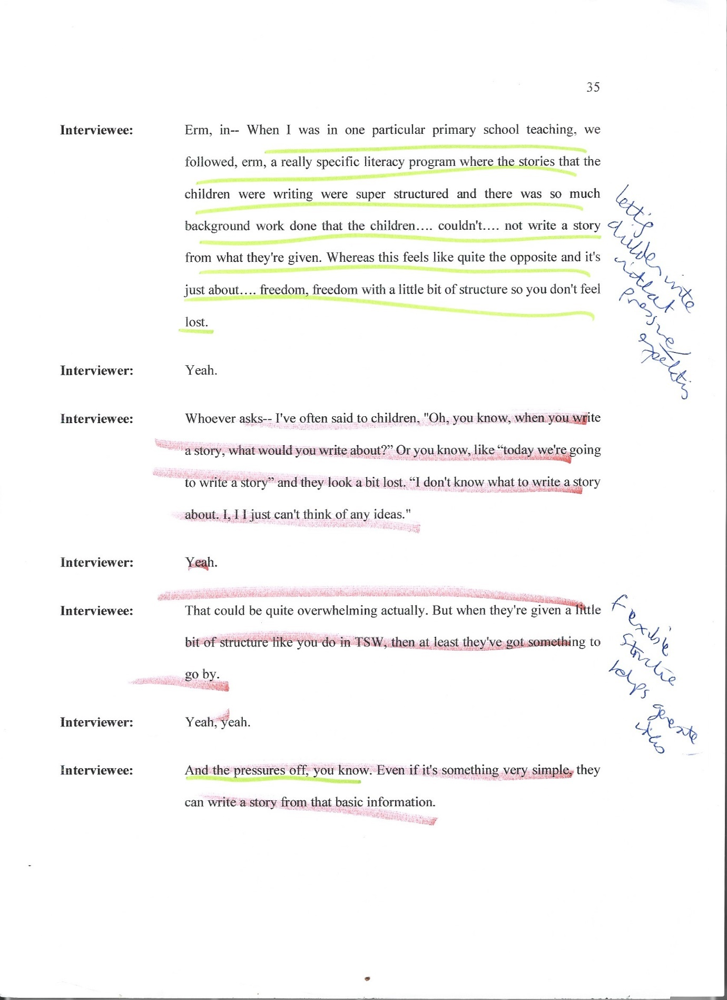 35
Interviewee: Erm, in-- When I was in one particular primary school teaching, we
followed, erm, a really specific literacy program where the stories that the
children were writing were super structured and there was so much
background work done that the children.... couldn't.... not write a story
from what they're given. Whereas this feels like quite the opposite and it's
just about.... freedom, freedom with a little bit of structure so you don't feel
lost.
letting
children write
without
pressure/
Interviewer: Yeah.
Interviewee: Whoever asks-- I've often said to children, "Oh, you know, when you write
a story, what would you write about?” Or you know, like “today we're going
to write a story” and they look a bit lost. “I don't know what to write a story
about. I, I I just can't think of any ideas."
Interviewer: Yeah.
Interviewee: That could be quite overwhelming actually. But when they're given a little
bit of structure like you do in TSW, then at least they've got something to
go by.
flexible
structure
helps
generate
ideas
Interviewer: Yeah, yeah.
Interviewee: And the pressures off, you know. Even if it's something very simple, they
can write a story from that basic information.